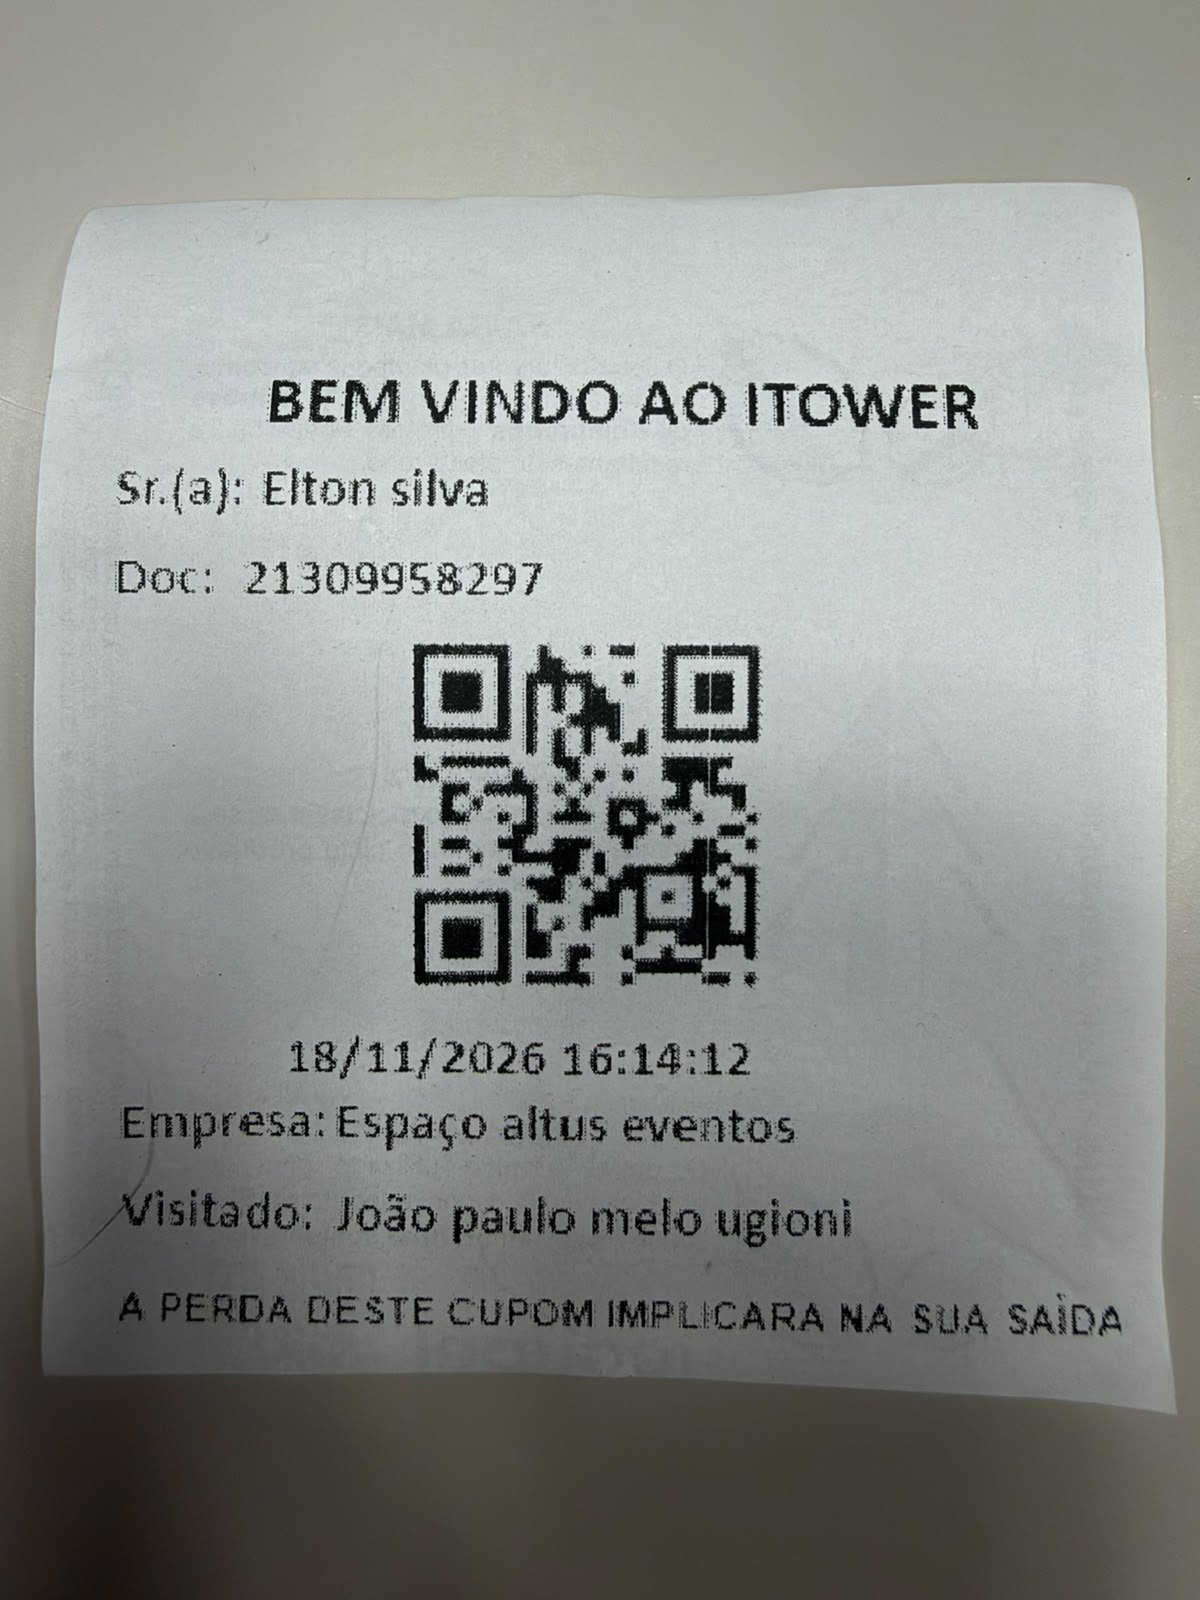 BEM VINDO AO ITOWER
Sr.(a): Elton silva
Doc: 21309958297
18/11/2026 16:14:12
Empresa: Espaço altus eventos
Visitado: João paulo melo ugioni
A PERDA DESTE CUPOM IMPLICARA NA SUA SAÍDA